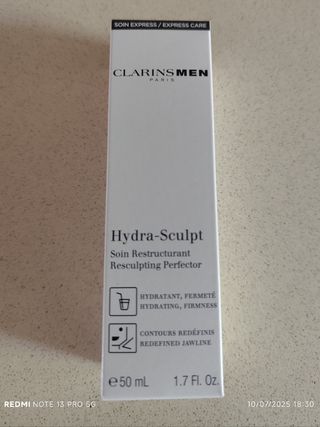 SOIN EXPRESS / EXPRESS CARE
CLARINSMEN
PARIS
Hydra-Sculpt
Soin Restructurant
Resculpting Perfector
HYDRATANT, FERMETÉ
HYDRATING, FIRMNESS
CONTOURS REDÉFINIS
REDEFINED JAWLINE
e 50 mL 1.7 Fl. Oz.
REDMI NOTE 13 PRO 5G 10/07/2025 18:30